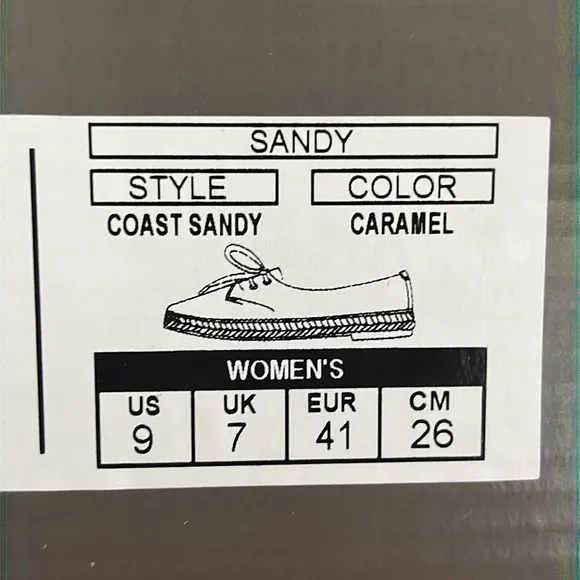 SANDY
STYLE COLOR
COAST SANDY CARAMEL
WOMEN'S
US UK EUR CM
9 7 41 26